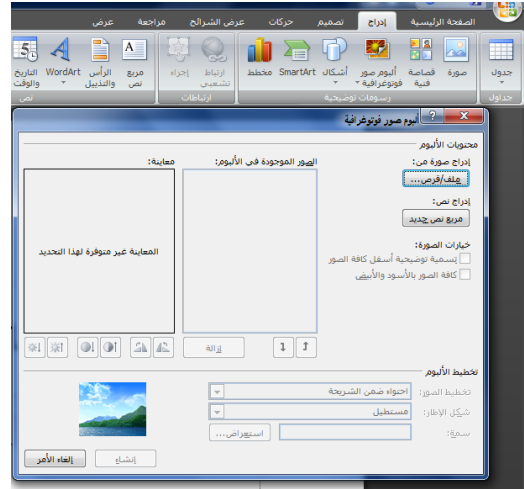 الصفحة الرئيسية إدراج تصميم حركات عرض الشرائح مراجعة عرض
جدول صورة قصاصة فنية ألبوم صور فوتوغرافية أشكال SmartArt مخطط ارتباط تشعبي إجراء مربع نص الرأس والتذييل WordArt التاريخ والوقت
جداول رسومات توضيحية ارتباطات نص
ألبوم صور فوتوغرافية
محتويات الألبوم
إدراج صورة من: الصور الموجودة في الألبوم: معاينة:
ملف/قرص...
إدراج نص:
مربع نص جديد
خيارات الصورة:
تسمية توضيحية أسفل كافة الصور
كافة الصور بالأسود والأبيض
المعاينة غير متوفرة لهذا التحديد
إزالة
تخطيط الألبوم
تخطيط الصور: احتواء ضمن الشريحة
شكل الإطار: مستطيل
سمة: استعراض...
إنشاء إلغاء الأمر